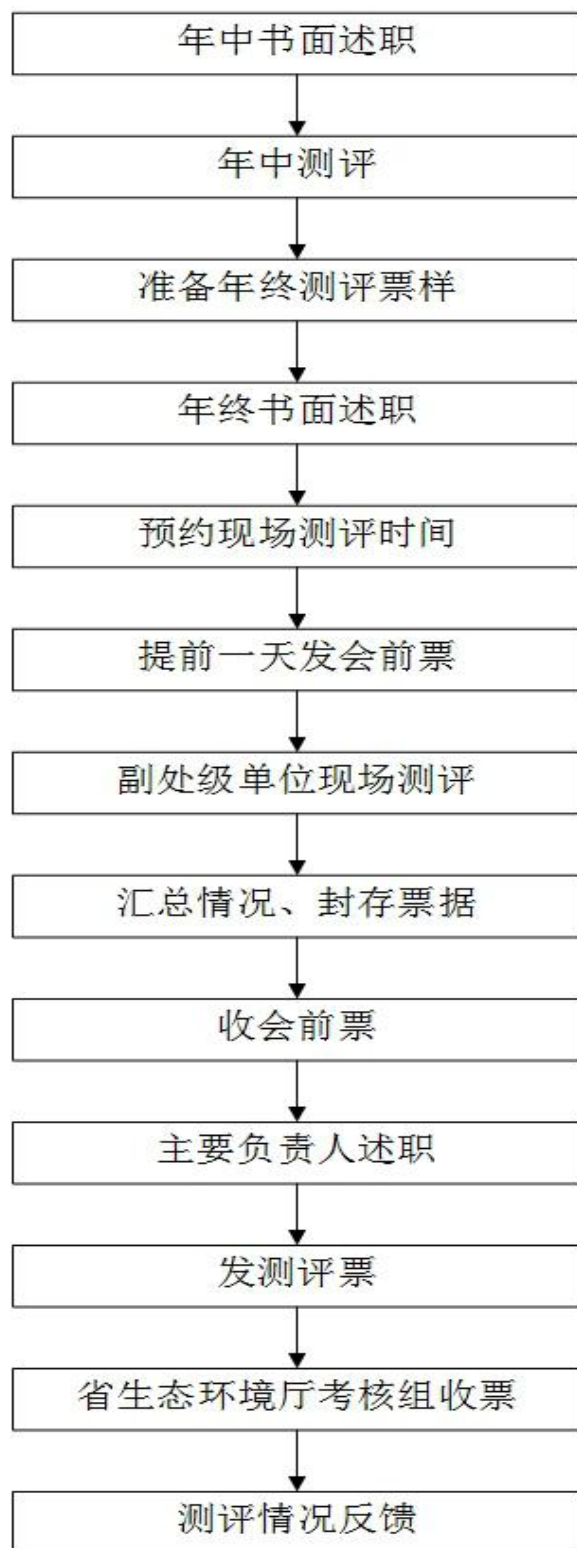 年中书面述职
年中测评
准备年终测评票样
年终书面述职
预约现场测评时间
提前一天发会前票
副处级单位现场测评
汇总情况、封存票据
收会前票
主要负责人述职
发测评票
省生态环境厅考核组收票
测评情况反馈